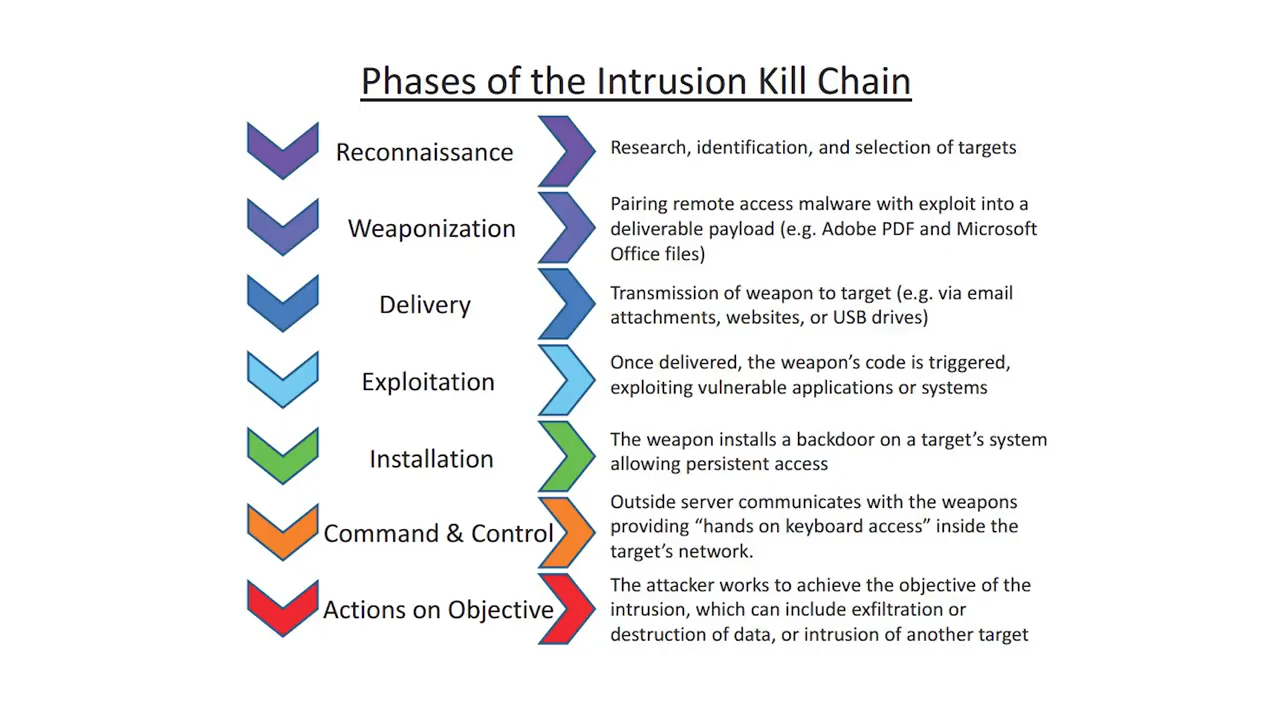 Phases of the Intrusion Kill Chain
Reconnaissance
Research, identification, and selection of targets
Weaponization
Pairing remote access malware with exploit into a
deliverable payload (e.g. Adobe PDF and Microsoft
Office files)
Delivery
Transmission of weapon to target (e.g. via email
attachments, websites, or USB drives)
Exploitation
Once delivered, the weapon’s code is triggered,
exploiting vulnerable applications or systems
Installation
The weapon installs a backdoor on a target’s system
allowing persistent access
Command & Control
Outside server communicates with the weapons
providing “hands on keyboard access” inside the
target’s network.
Actions on Objective
The attacker works to achieve the objective of the
intrusion, which can include exfiltration or
destruction of data, or intrusion of another target